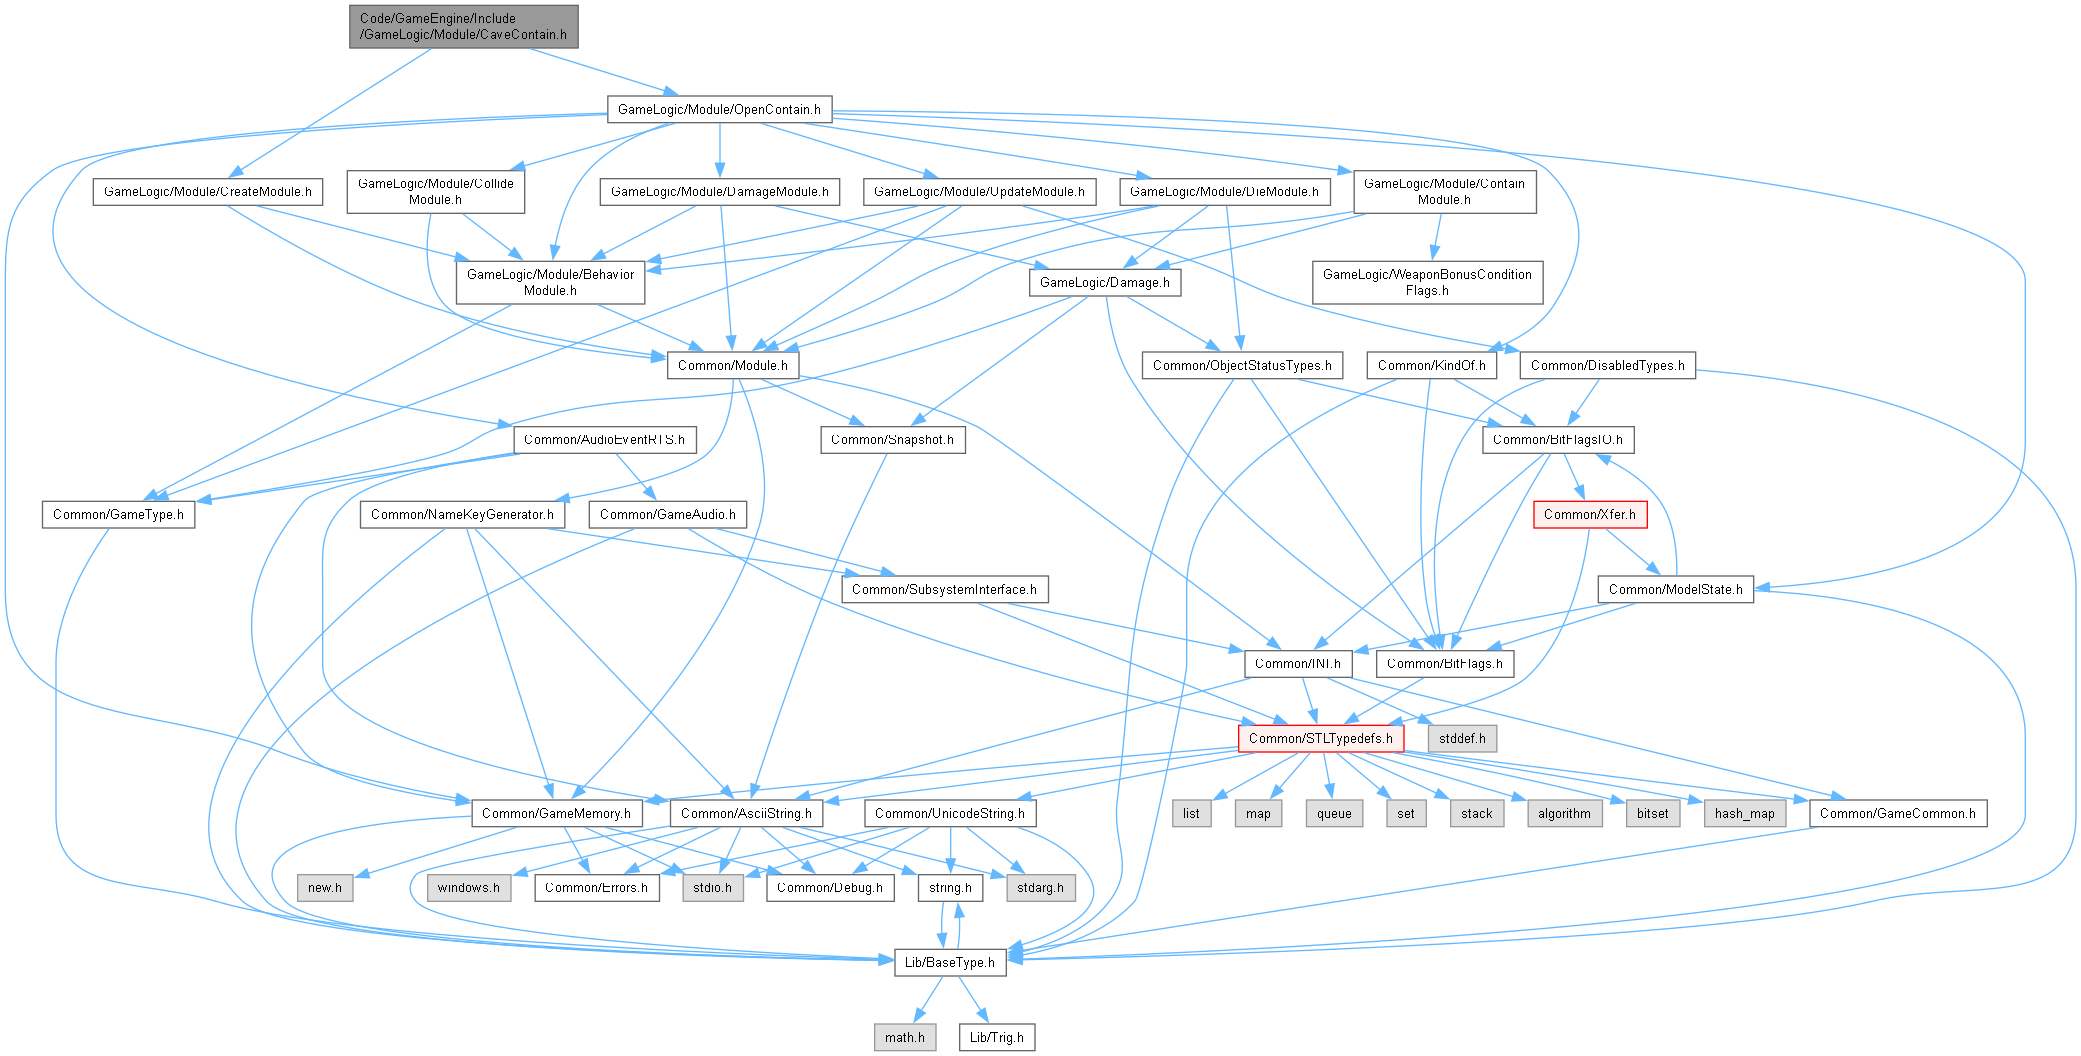 Code/GameEngine/Include
/GameLogic/Module/CaveContain.h
GameLogic/Module/OpenContain.h
GameLogic/Module/CreateModule.h
GameLogic/Module/Collide
Module.h
GameLogic/Module/DamageModule.h
GameLogic/Module/UpdateModule.h
GameLogic/Module/DieModule.h
GameLogic/Module/Contain
Module.h
GameLogic/Module/Behavior
Module.h
GameLogic/Damage.h
GameLogic/WeaponBonusCondition
Flags.h
Common/Module.h
Common/ObjectStatusTypes.h
Common/KindOf.h
Common/DisabledTypes.h
Common/AudioEventRTS.h
Common/Snapshot.h
Common/BitFlagsIO.h
Common/GameType.h
Common/NameKeyGenerator.h
Common/GameAudio.h
Common/Xfer.h
Common/SubsystemInterface.h
Common/ModelState.h
Common/INI.h
Common/BitFlags.h
Common/STLTypedefs.h
stddef.h
Common/GameMemory.h
Common/AsciiString.h
Common/UnicodeString.h
list
map
queue
set
stack
algorithm
bitset
hash_map
Common/GameCommon.h
new.h
windows.h
Common/Errors.h
stdio.h
Common/Debug.h
string.h
stdarg.h
Lib/BaseType.h
math.h
Lib/Trig.h